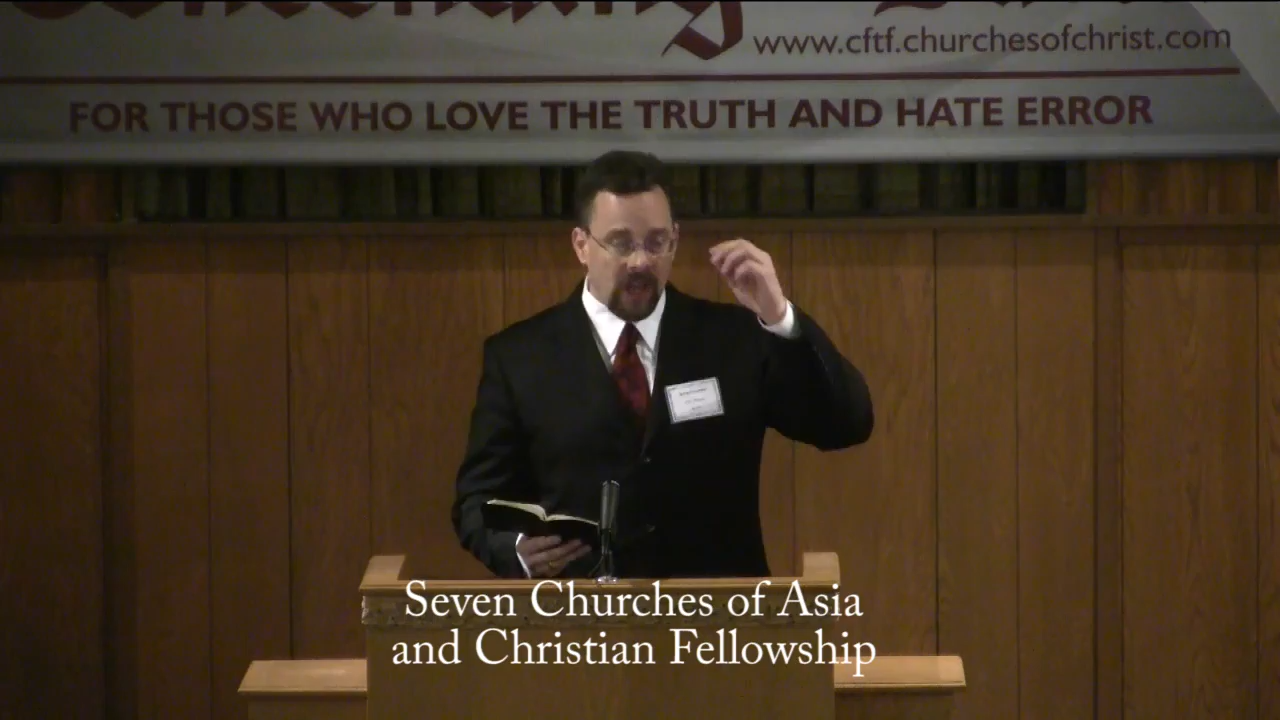 www.cftf.churchesofchrist.com
FOR THOSE WHO LOVE THE TRUTH AND HATE ERROR
Seven Churches of Asia
and Christian Fellowship